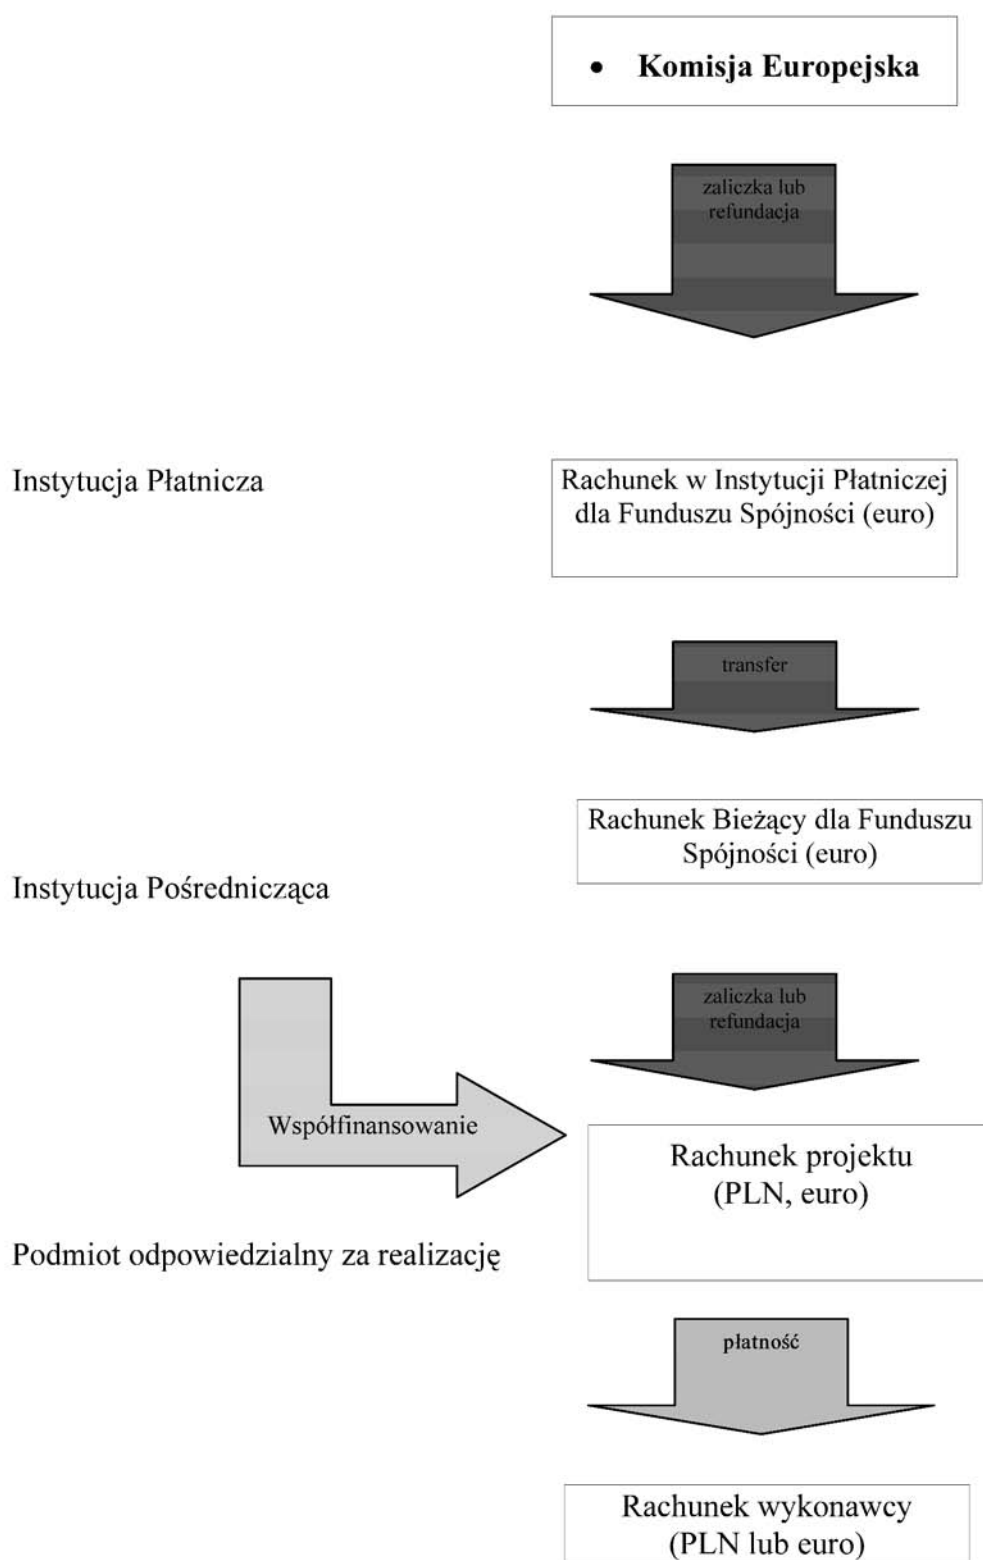 • Komisja Europejska
zaliczka lub
refundacja
Instytucja Płatnicza
Rachunek w Instytucji Płatniczej
dla Funduszu Spójności (euro)
transfer
Rachunek Bieżący dla Funduszu
Spójności (euro)
Instytucja Pośrednicząca
zaliczka lub
refundacja
Współfinansowanie
Rachunek projektu
(PLN, euro)
Podmiot odpowiedzialny za realizację
płatność
Rachunek wykonawcy
(PLN lub euro)